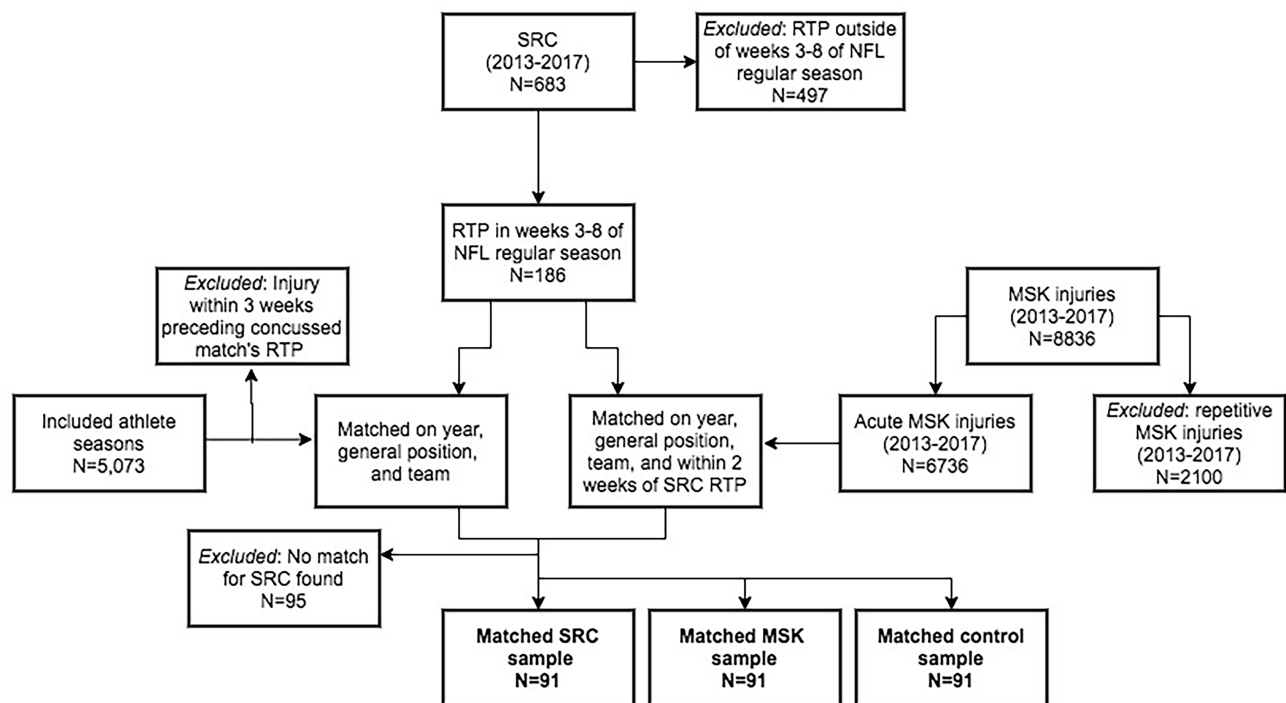 SRC
(2013-2017)
N=683
Excluded: RTP outside
of weeks 3-8 of NFL
regular season
N=497
RTP in weeks 3-8 of
NFL regular season
N=186
Excluded: Injury
within 3 weeks
preceding concussed
match's RTP
MSK injuries
(2013-2017)
N=8836
Included athlete
seasons
N=5,073
Matched on year,
general position,
and team
Matched on year,
general position,
team, and within 2
weeks of SRC RTP
Acute MSK injuries
(2013-2017)
N=6736
Excluded: repetitive
MSK injuries
(2013-2017)
N=2100
Excluded: No match
for SRC found
N=95
Matched SRC
sample
N=91
Matched MSK
sample
N=91
Matched control
sample
N=91